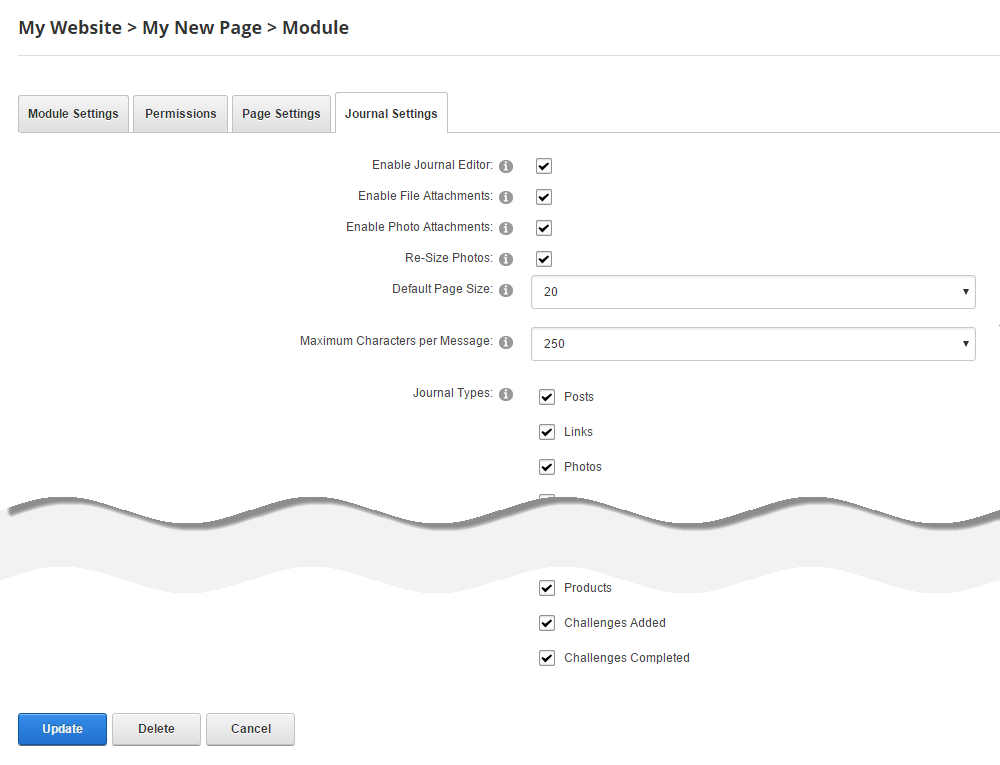 My Website > My New Page > Module
Module Settings
Permissions
Page Settings
Journal Settings
Enable Journal Editor:
Enable File Attachments:
Enable Photo Attachments:
Re-Size Photos:
Default Page Size:
20
Maximum Characters per Message:
250
Journal Types:
Posts
Links
Photos
Products
Challenges Added
Challenges Completed
Update
Delete
Cancel